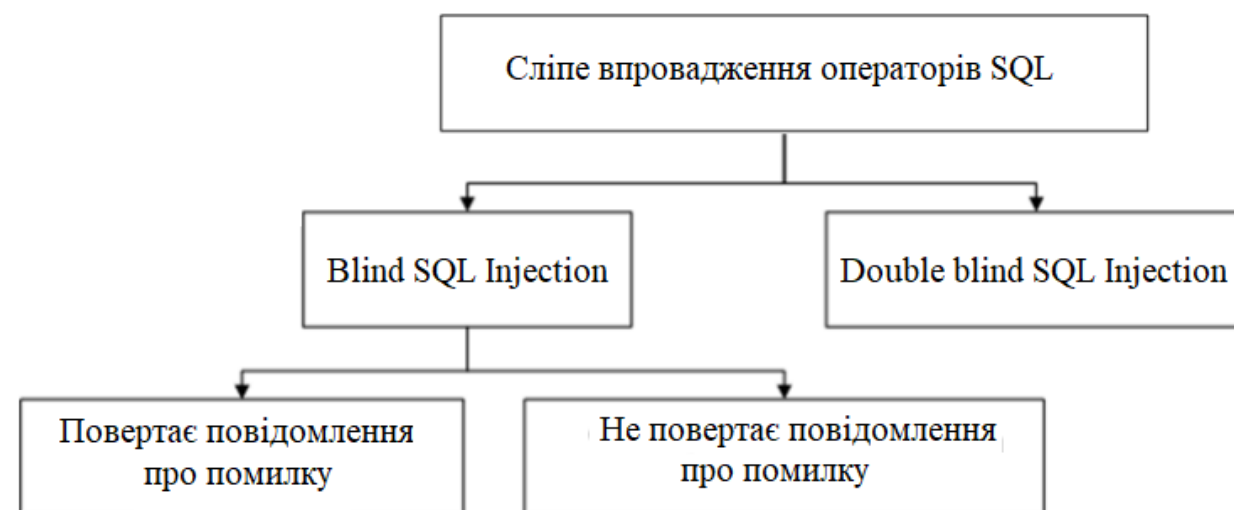 Сліпе впровадження операторів SQL
Blind SQL Injection
Double blind SQL Injection
Повертає повідомлення
про помилку
Не повертає повідомлення
про помилку